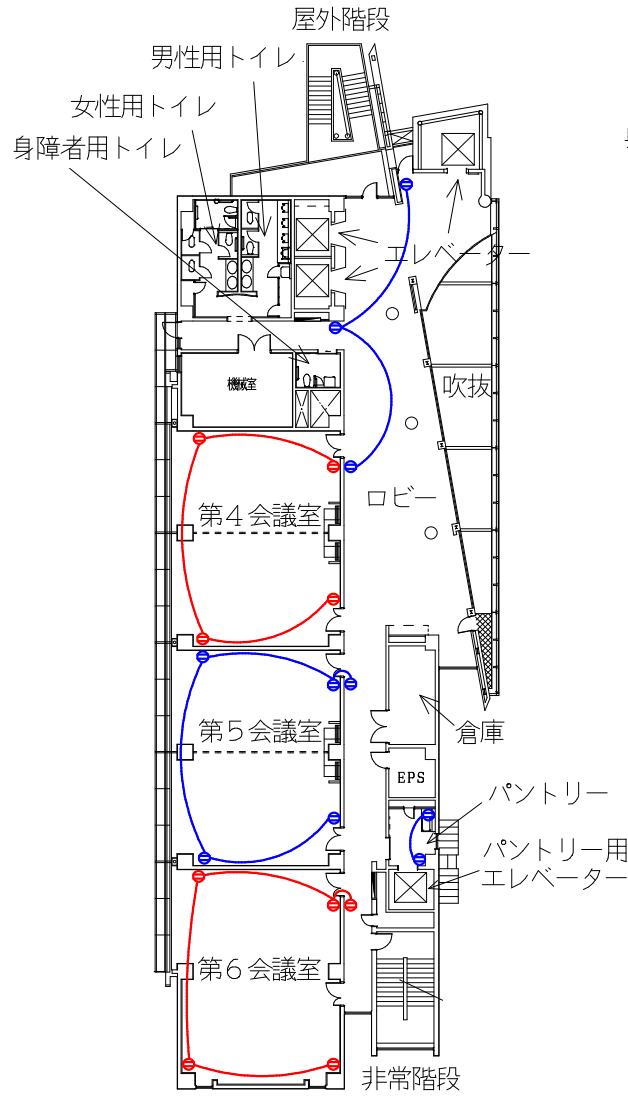 屋外階段
男性用トイレ
女性用トイレ
身障者用トイレ
エレベーター
吹抜
機械室
ロビー
第4会議室
第5会議室
倉庫
EPS
パントリー
パントリー用
エレベーター
第6会議室
非常階段